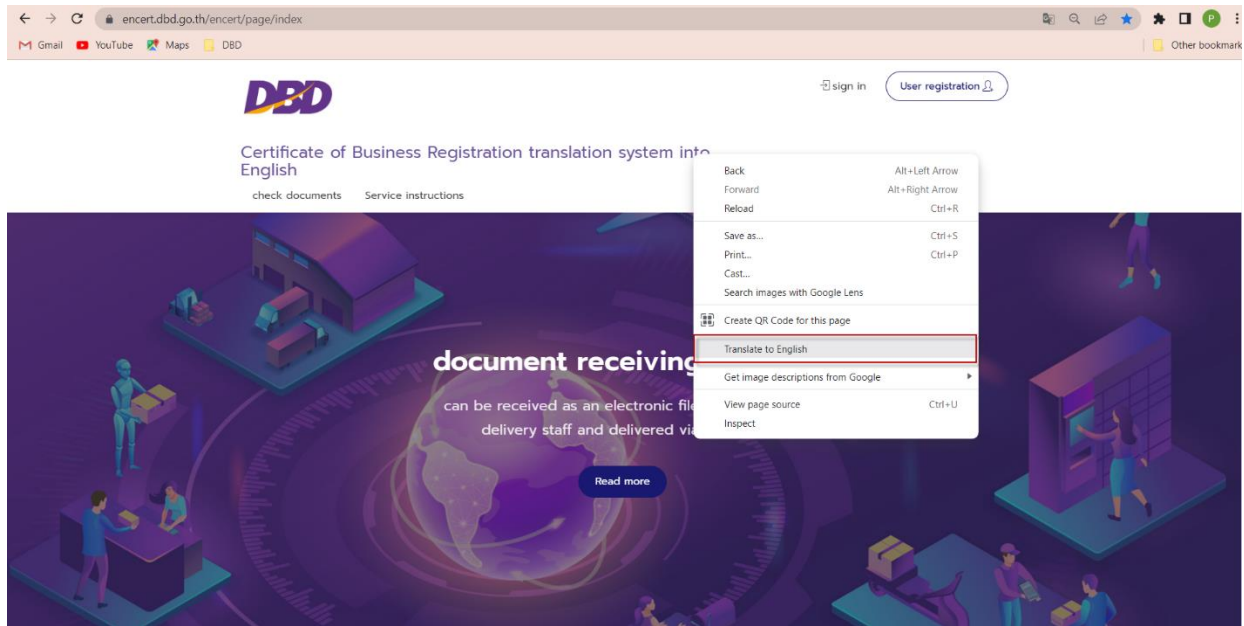 encert.dbd.go.th/encert/page/index
P
Gmail YouTube Maps DBD Other bookmark
DBD
sign in User registration
Certificate of Business Registration translation system into
English
check documents Service instructions
Back Alt+Left Arrow
Forward Alt+Right Arrow
Reload Ctrl+R
Save as... Ctrl+S
Print... Ctrl+P
Cast...
Search images with Google Lens
Create QR Code for this page
Translate to English
Get image descriptions from Google
View page source Ctrl+U
Inspect
document receiving
can be received as an electronic file
delivery staff and delivered via
Read more